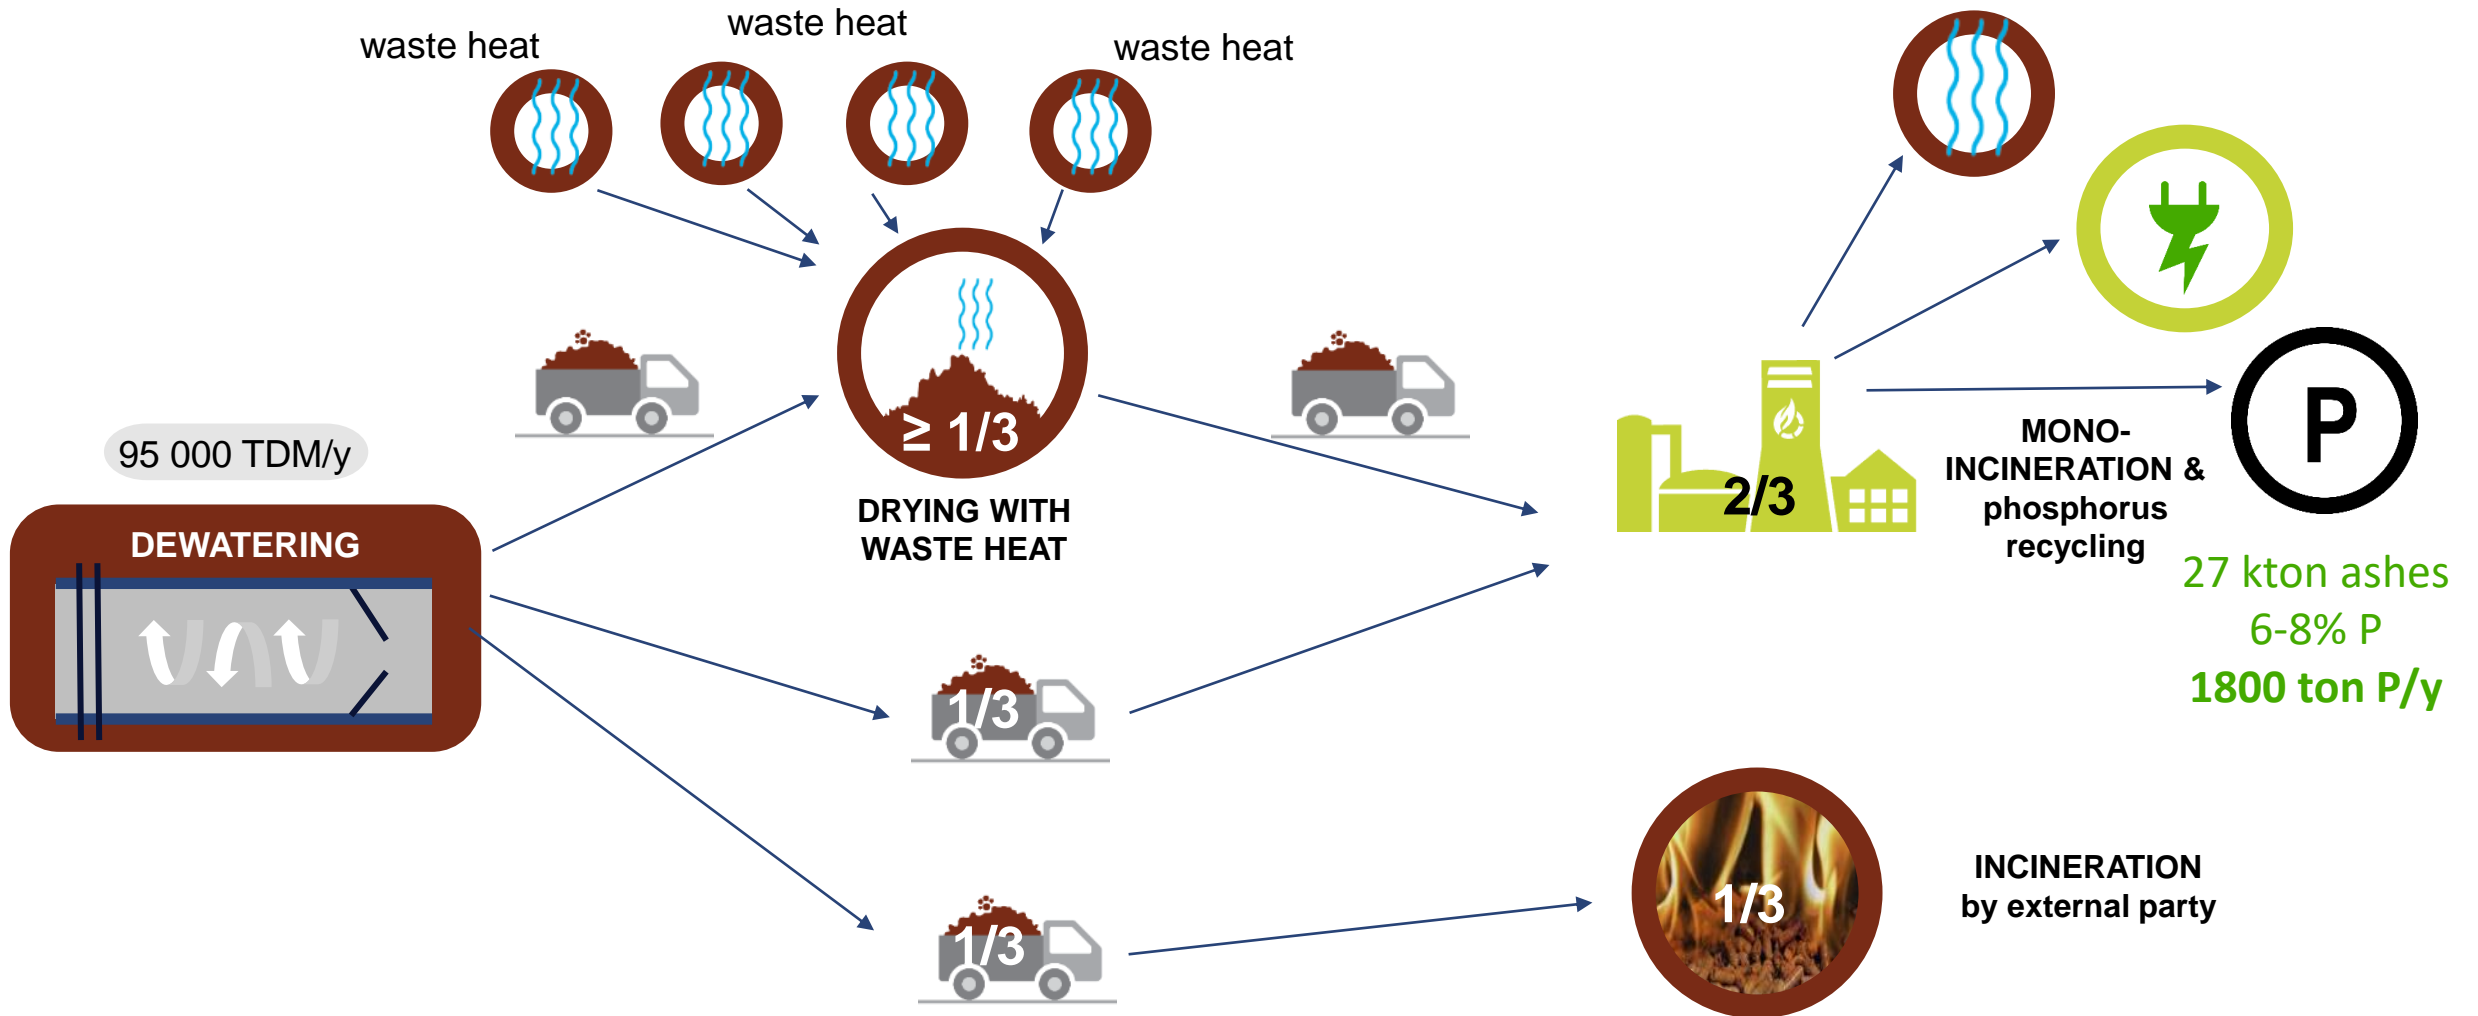 waste heat
waste heat
waste heat
95 000 TDM/y
DEWATERING
≥ 1/3
DRYING WITH
WASTE HEAT
1/3
1/3
2/3
MONO-
INCINERATION &
phosphorus
recycling
P
27 kton ashes
6-8% P
1800 ton P/y
1/3
INCINERATION
by external party